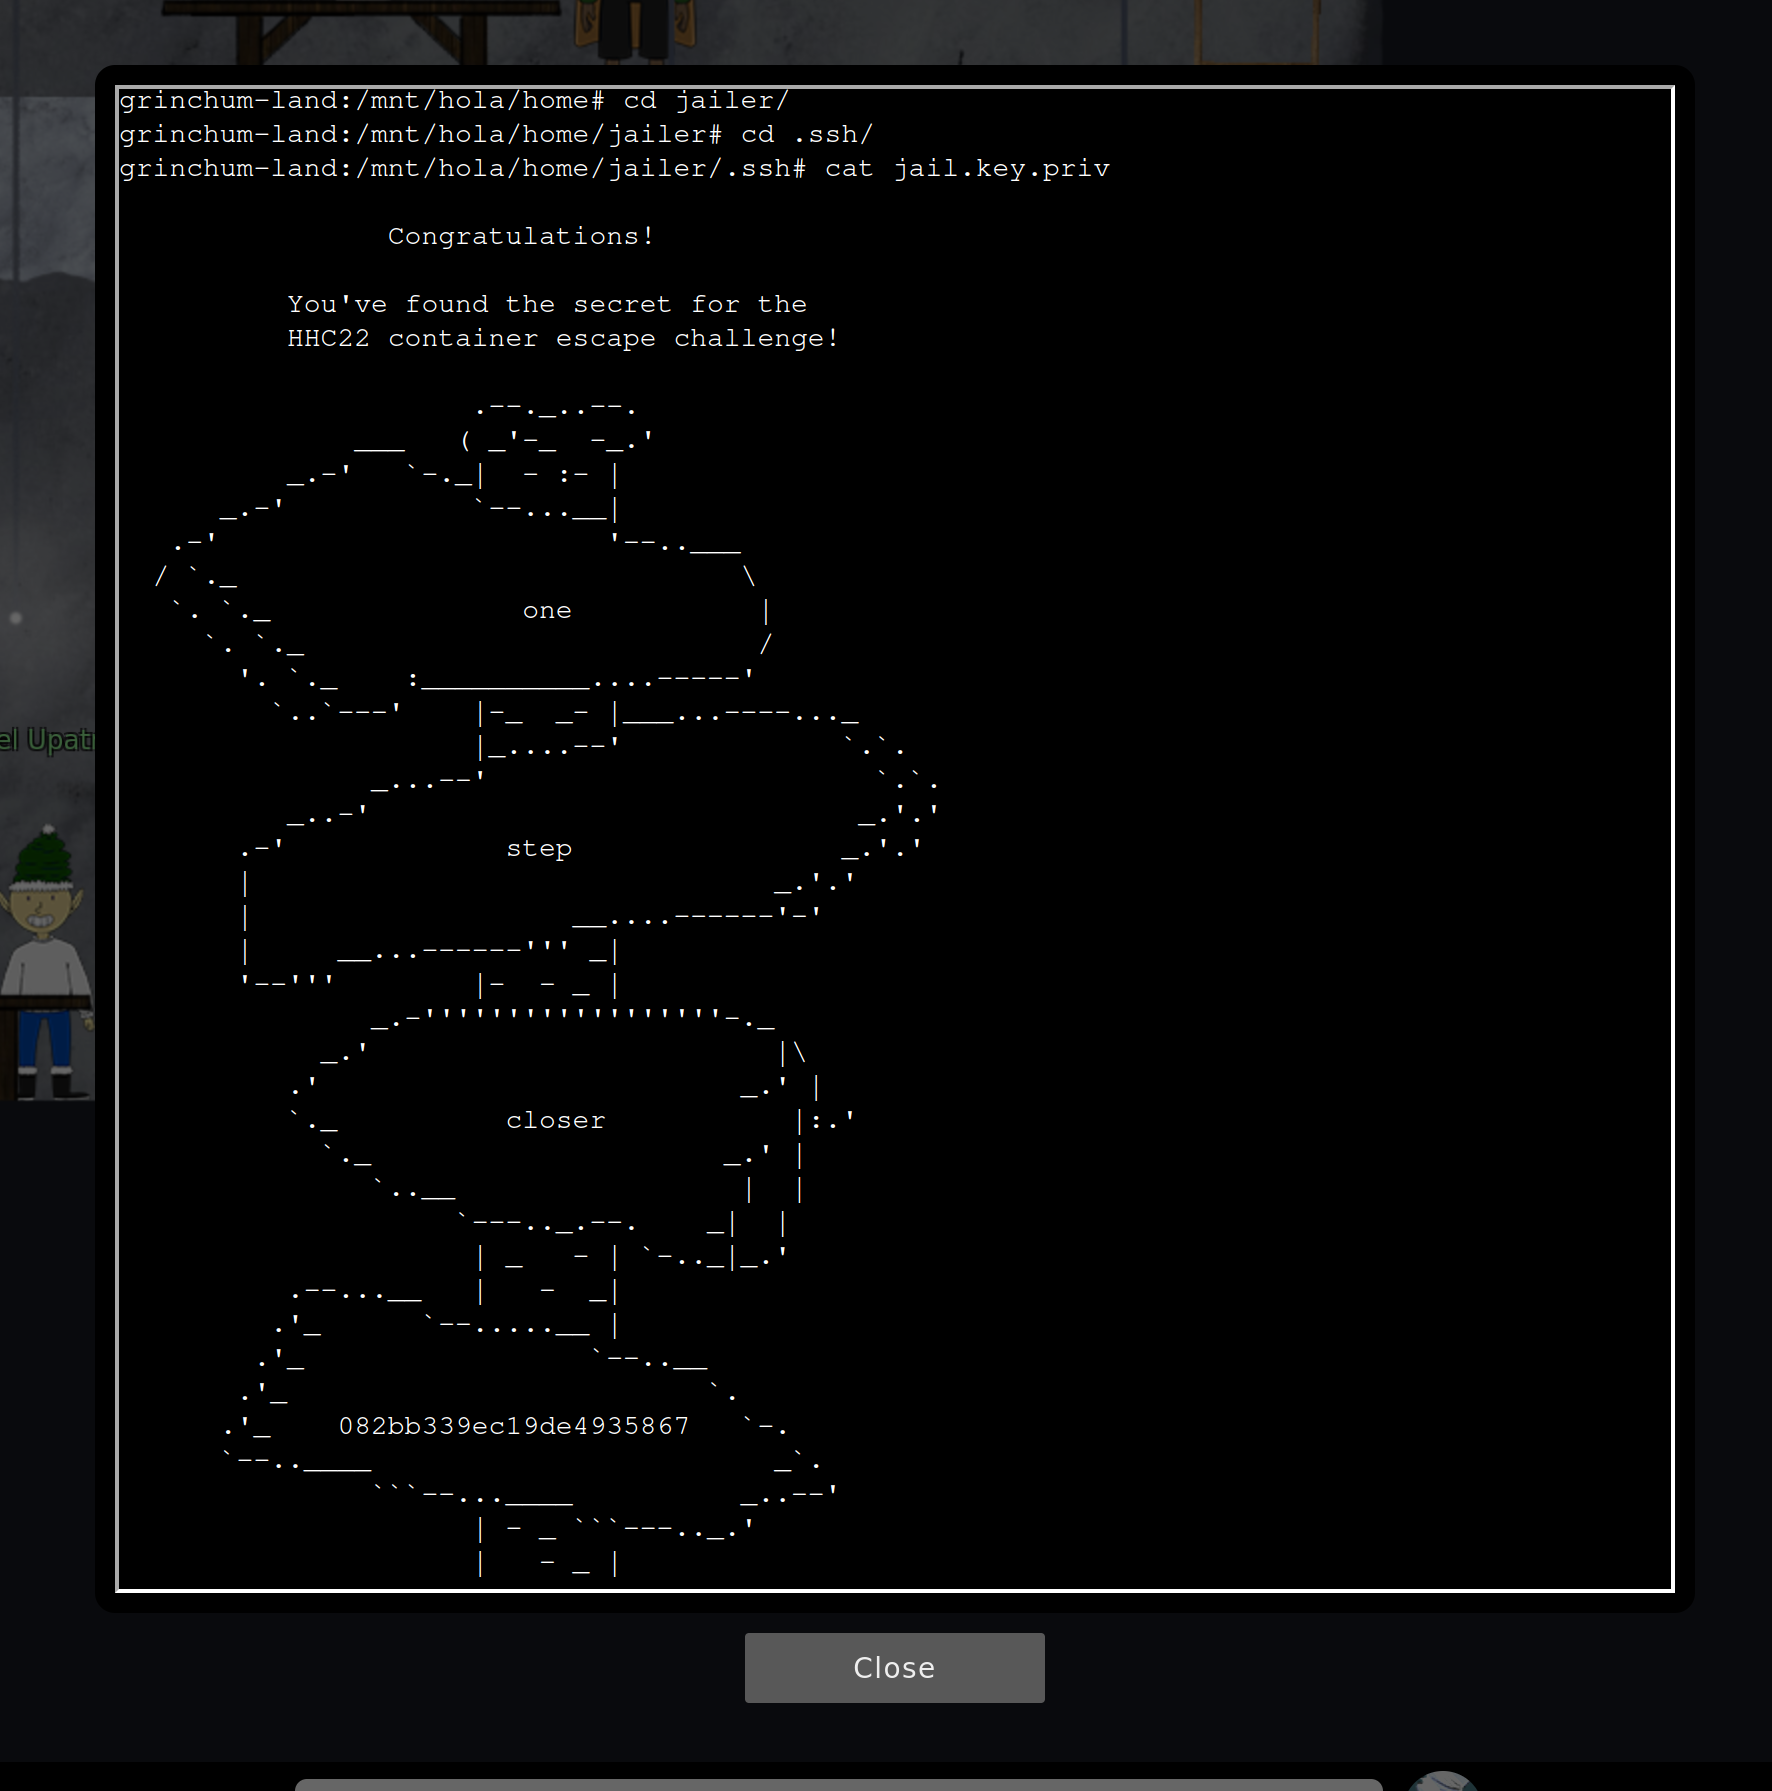 grinchum-land:/mnt/hola/home# cd jailer/
grinchum-land:/mnt/hola/home/jailer# cd .ssh/
grinchum-land:/mnt/hola/home/jailer/.ssh# cat jail.key.priv
Congratulations!
You've found the secret for the
HHC22 container escape challenge!
one
step
el Upat
closer
082bb339ec19de4935867
Close